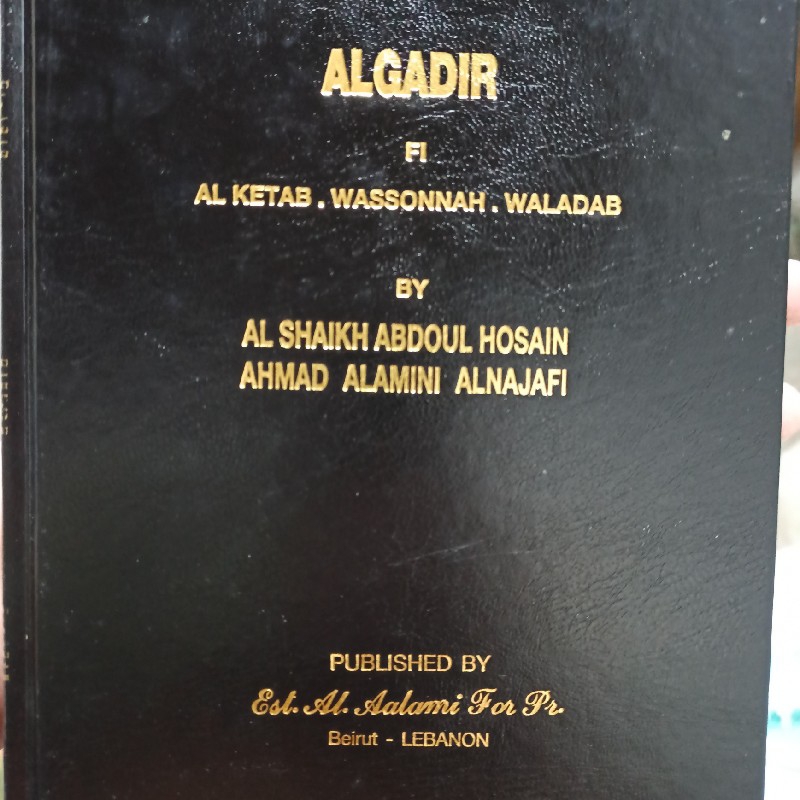 ALGADIR
FI
AL KETAB . WASSONNAH . WALADAB
BY
AL SHAIKH ABDOUL HOSAIN
AHMAD ALAMINI ALNAJAFI
PUBLISHED BY
Est. Al. Aalami For Pr.
Beirut - LEBANON